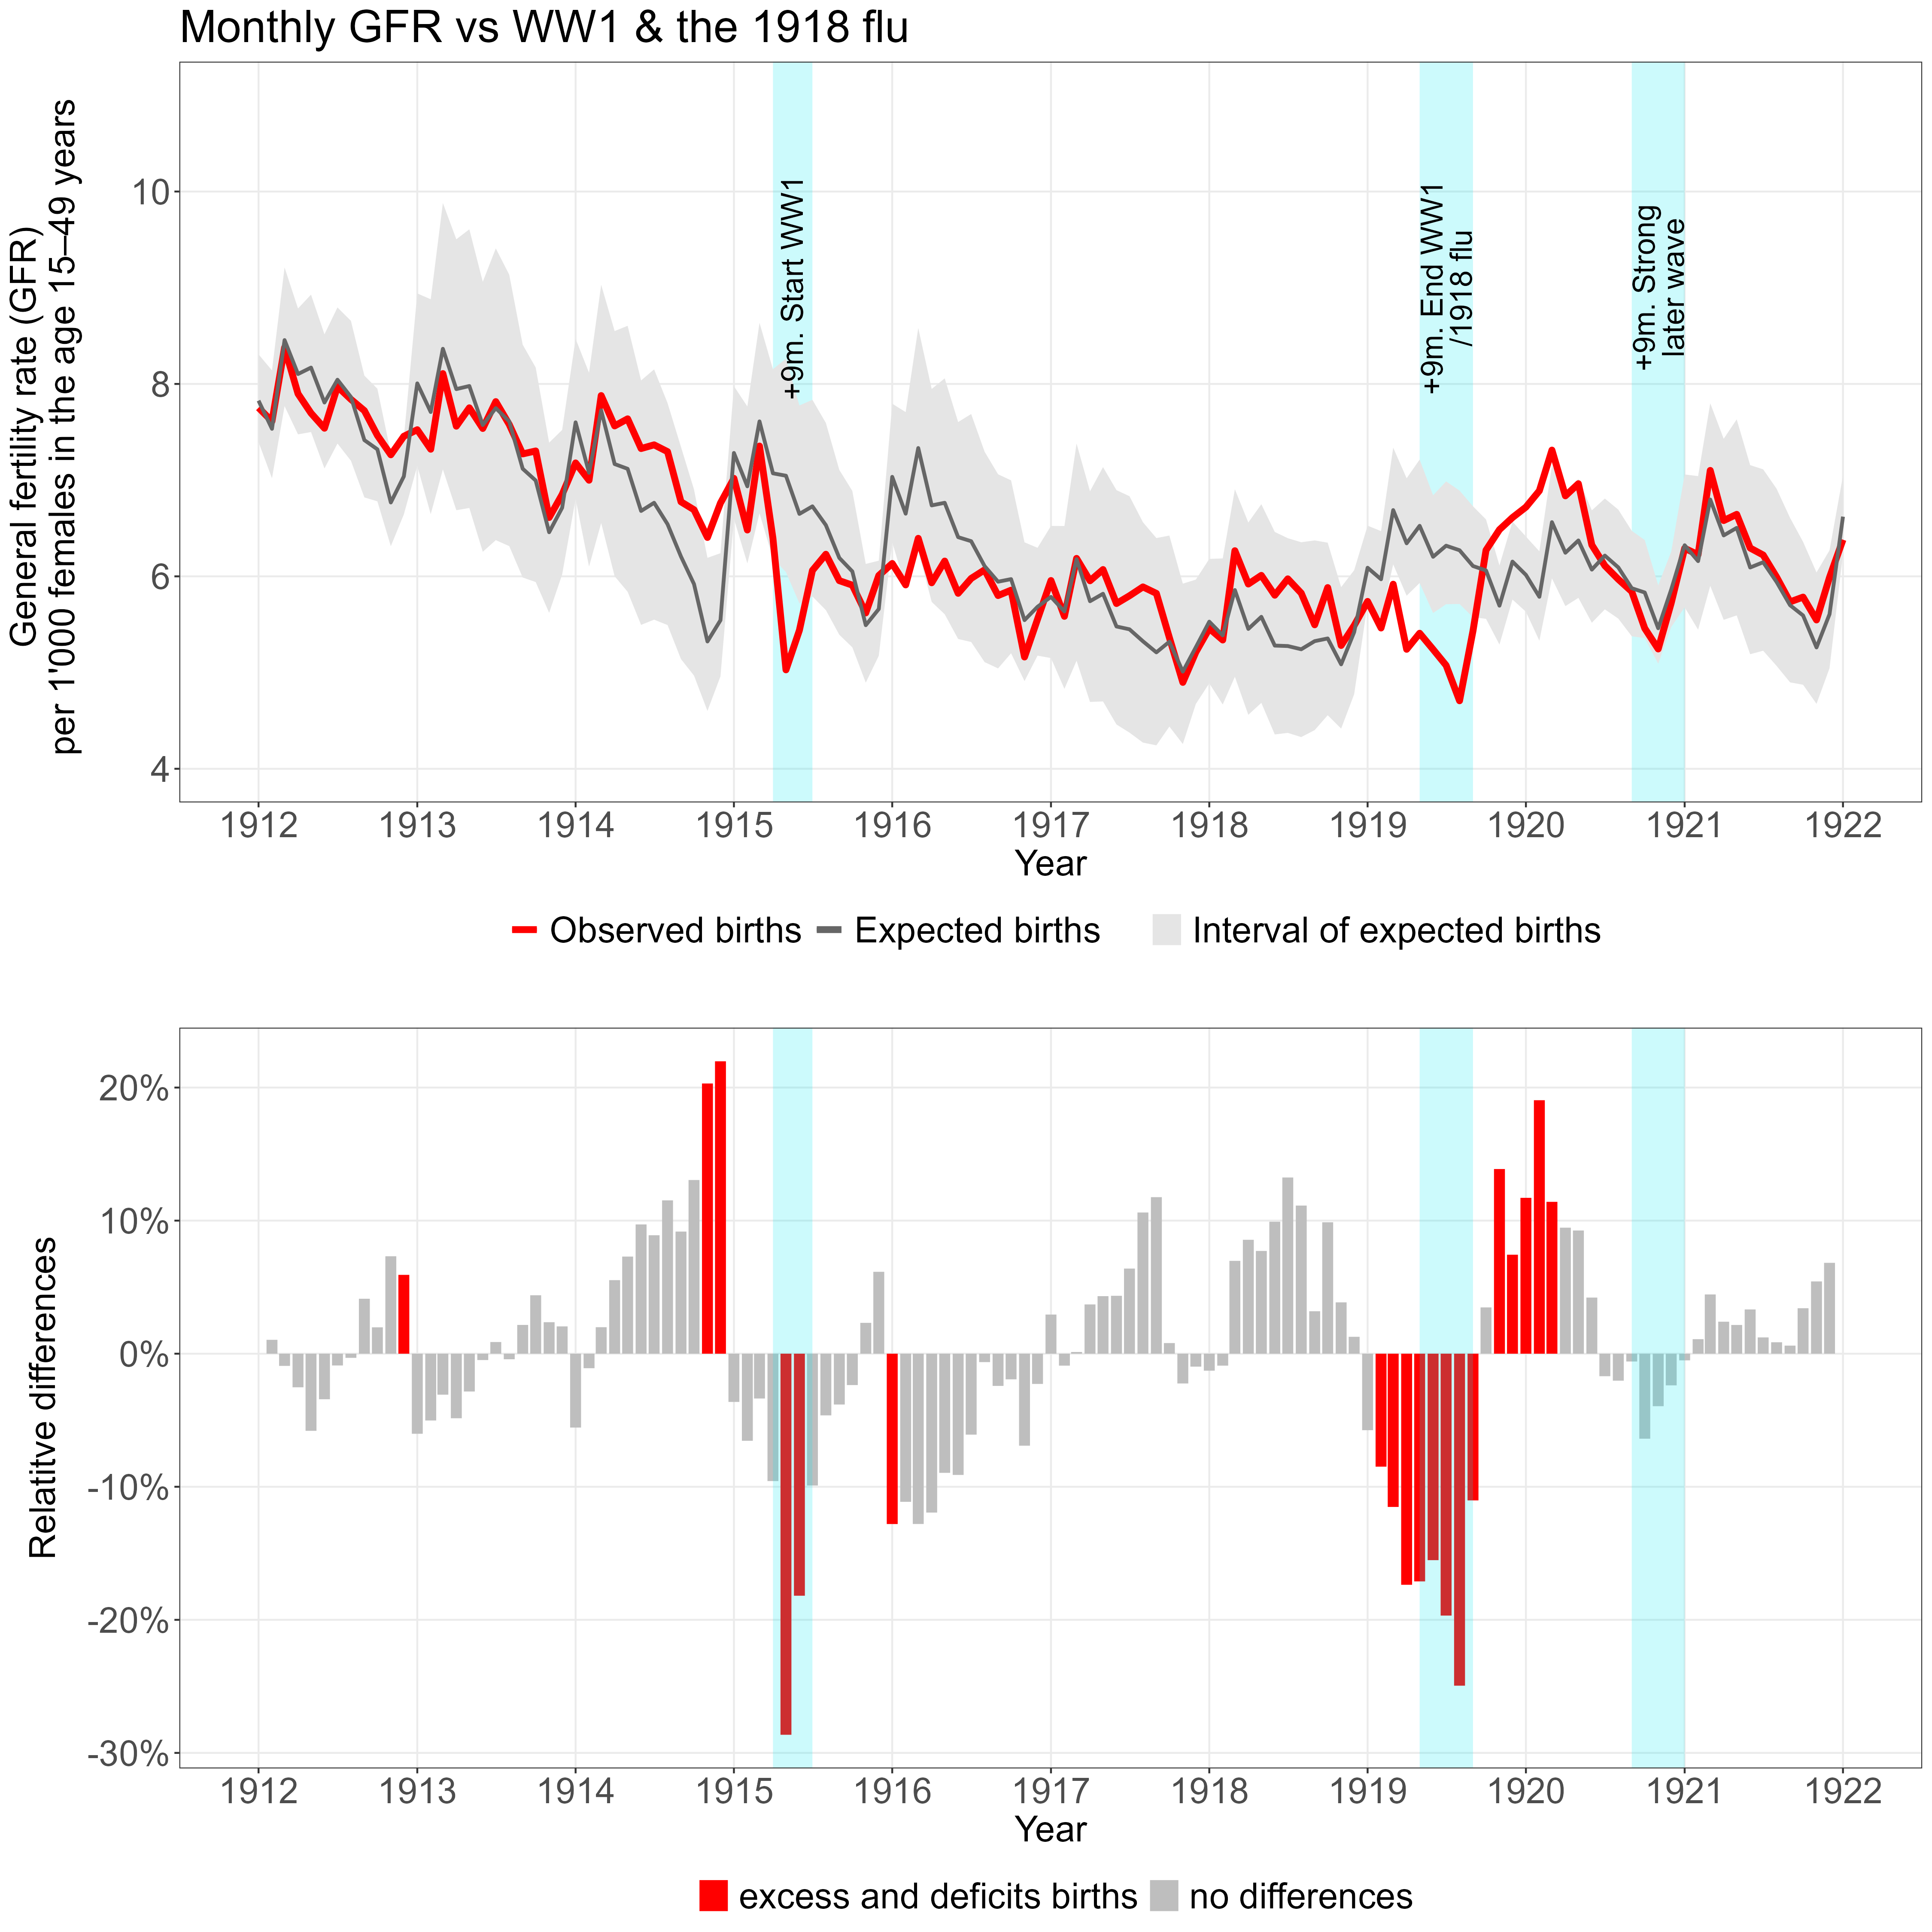 Monthly GFR vs WW1 & the 1918 flu
General fertility rate (GFR)
per 1'000 females in the age 15–49 years
10
8
6
4
+9m. Start WW1
+9m. End WW1
/1918 flu
+9m. Strong
later wave
1912 1913 1914 1915 1916 1917 1918 1919 1920 1921 1922
Year
Observed births Expected births Interval of expected births
Relatitive differences
20%
10%
0%
-10%
-20%
-30%
1912 1913 1914 1915 1916 1917 1918 1919 1920 1921 1922
Year
excess and deficits births no differences